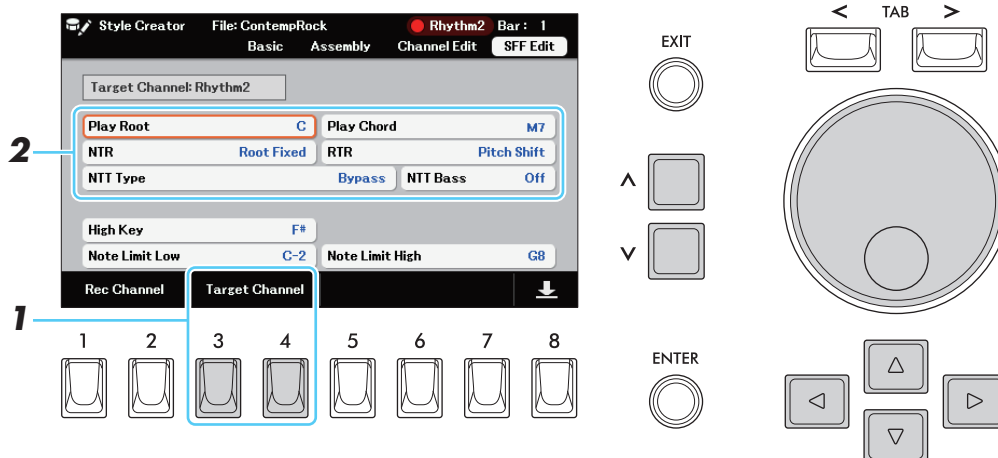 Style Creator File: ContempRock Rhythm2 Bar: 1
Basic Assembly Channel Edit SFF Edit
Target Channel: Rhythm2
Play Root C Play Chord M7
NTR Root Fixed RTR Pitch Shift
NTT Type Bypass NTT Bass Off
High Key F#
Note Limit Low C-2 Note Limit High G8
Rec Channel Target Channel
2
1
1 2 3 4 5 6 7 8
EXIT
ENTER
< TAB >